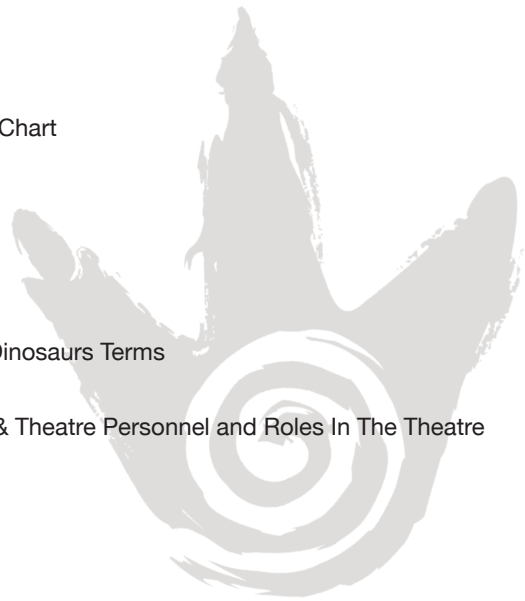 Chart
Dinosaurs Terms
& Theatre Personnel and Roles In The Theatre